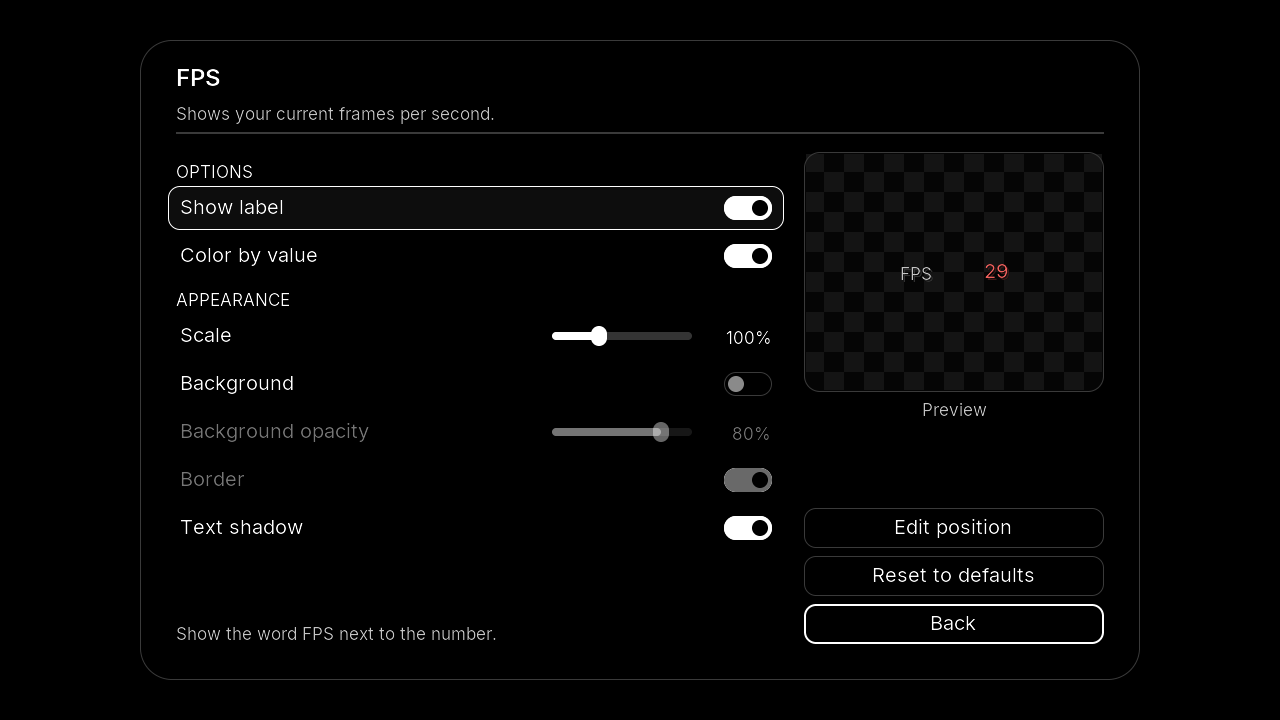 FPS
Shows your current frames per second.
OPTIONS
Show label
Color by value
APPEARANCE
Scale 100%
Background
Background opacity 80%
Border
Text shadow
Show the word FPS next to the number.
FPS 29
Preview
Edit position
Reset to defaults
Back